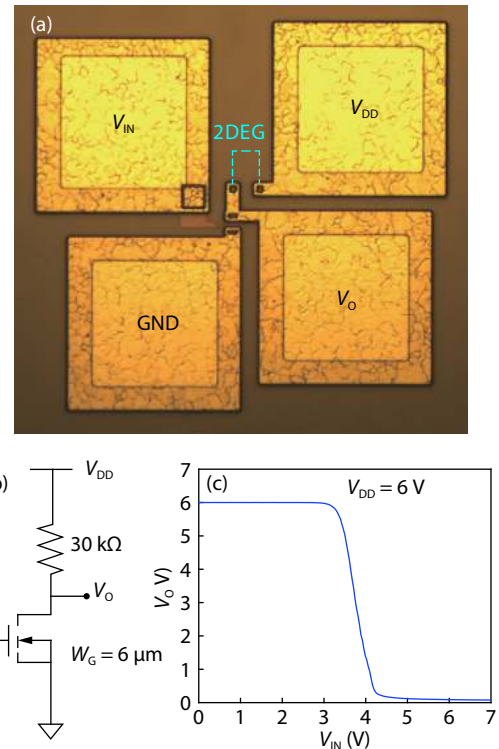 (a)
V_IN
V_DD
2DEG
GND
V_O
)
V_DD
30 kΩ
V_O
W_G = 6 μm
(c)
V_DD = 6 V
V_O V)
7
6
5
4
3
2
1
0
0 1 2 3 4 5 6 7
V_IN (V)